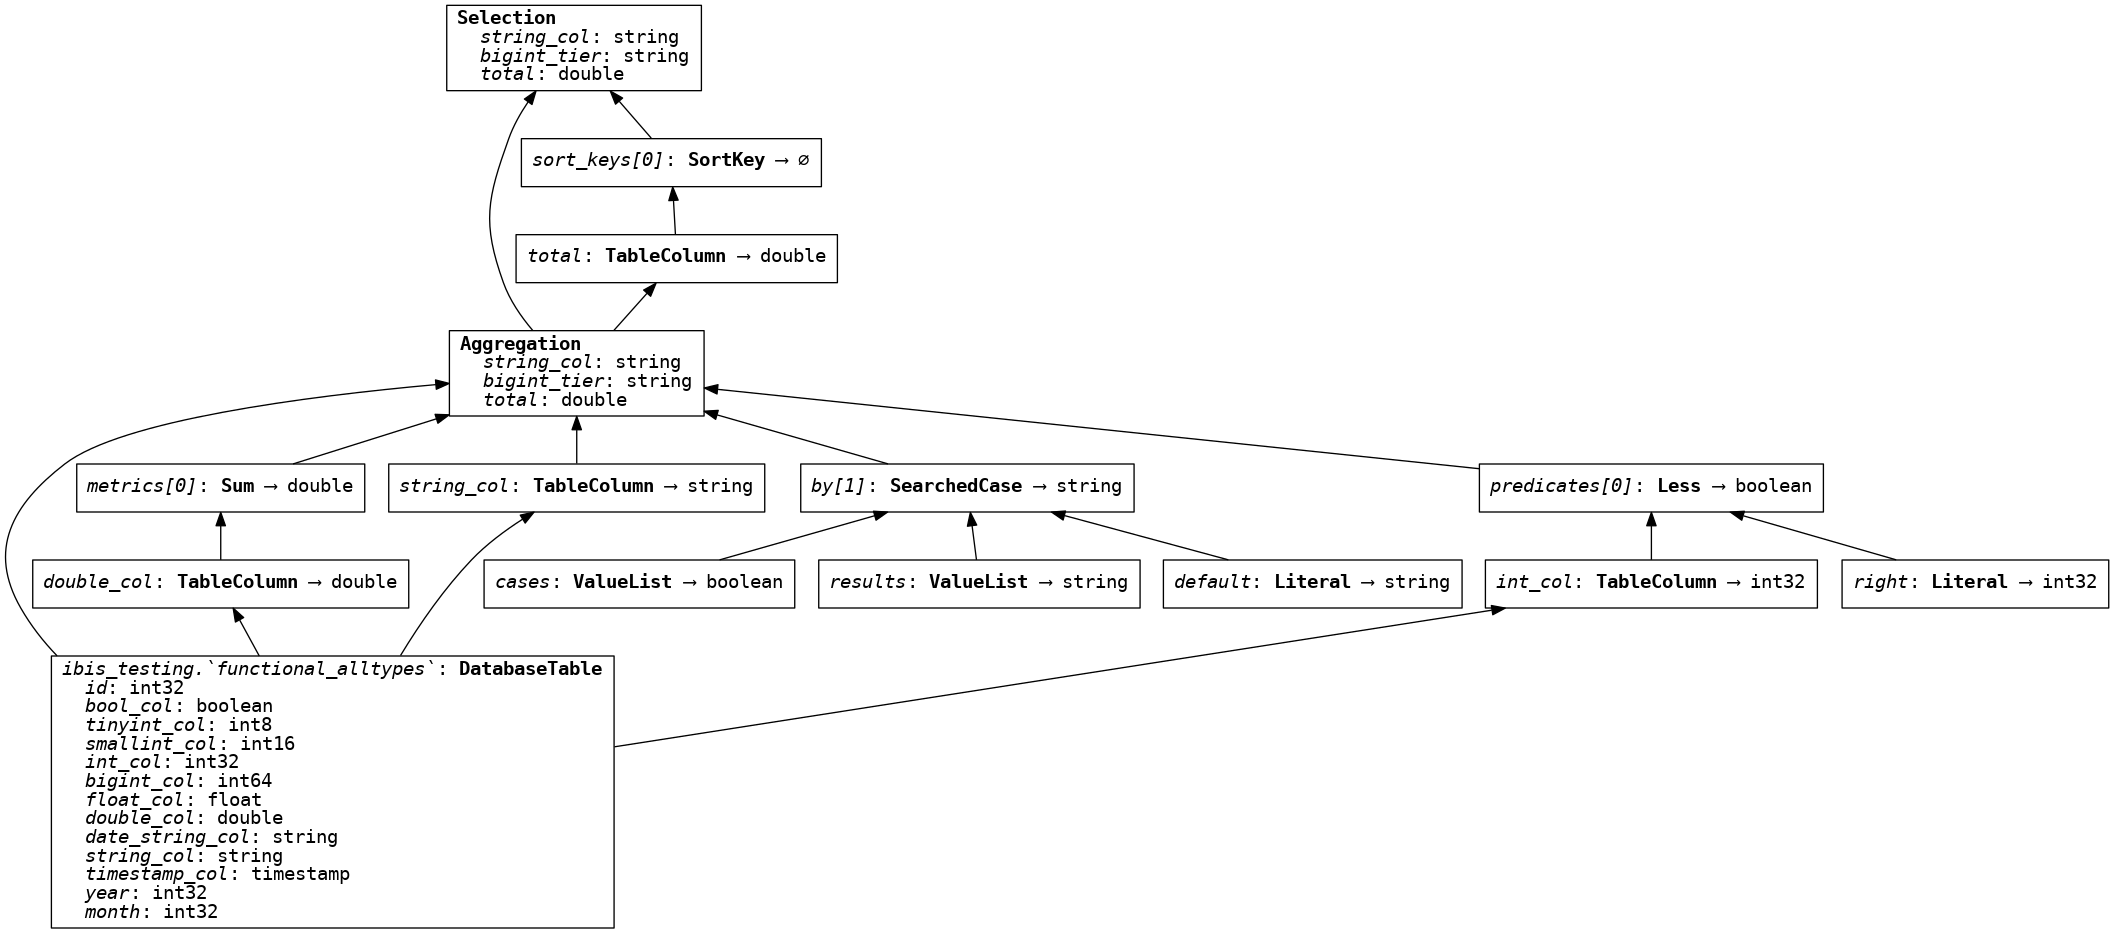 Selection
string_col: string
bigint_tier: string
total: double
sort_keys[0]: SortKey → ∅
total: TableColumn → double
Aggregation
string_col: string
bigint_tier: string
total: double
metrics[0]: Sum → double
string_col: TableColumn → string
by[1]: SearchedCase → string
predicates[0]: Less → boolean
double_col: TableColumn → double
cases: ValueList → boolean
results: ValueList → string
default: Literal → string
int_col: TableColumn → int32
right: Literal → int32
ibis_testing.`functional_alltypes`: DatabaseTable
id: int32
bool_col: boolean
tinyint_col: int8
smallint_col: int16
int_col: int32
bigint_col: int64
float_col: float
double_col: double
date_string_col: string
string_col: string
timestamp_col: timestamp
year: int32
month: int32